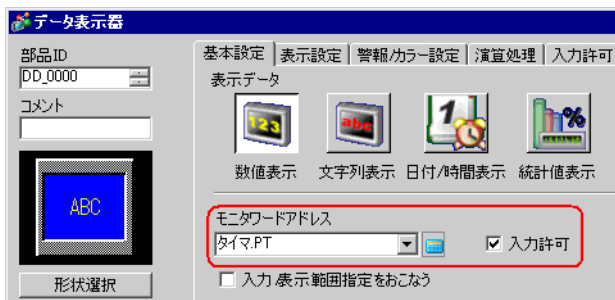 データ表示器
部品ID
DD_0000
コメント
ABC
形状選択
基本設定 表示設定 警報/カラー設定 演算処理 入力許可
表示データ
123 abc 1 %
数値表示 文字列表示 日付/時間表示 統計値表示
モニタワードアドレス
タイマ.PT 入力許可
入力/表示範囲指定をおこなう